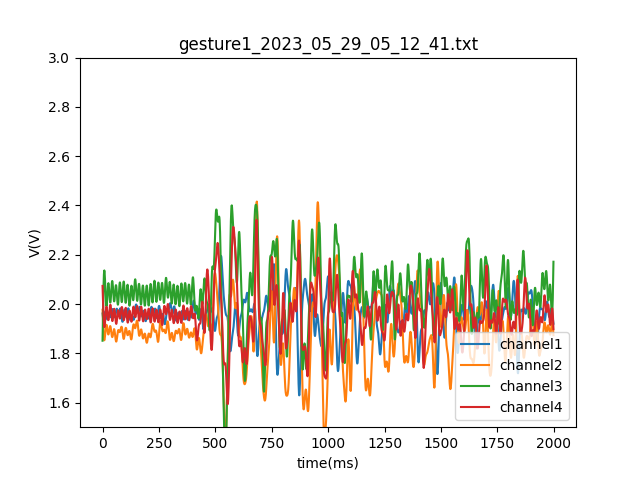 gesture1_2023_05_29_05_12_41.txt
3.0
2.8
2.6
2.4
2.2
2.0
1.8
1.6
V(V)
0 250 500 750 1000 1250 1500 1750 2000
time(ms)
channel1
channel2
channel3
channel4